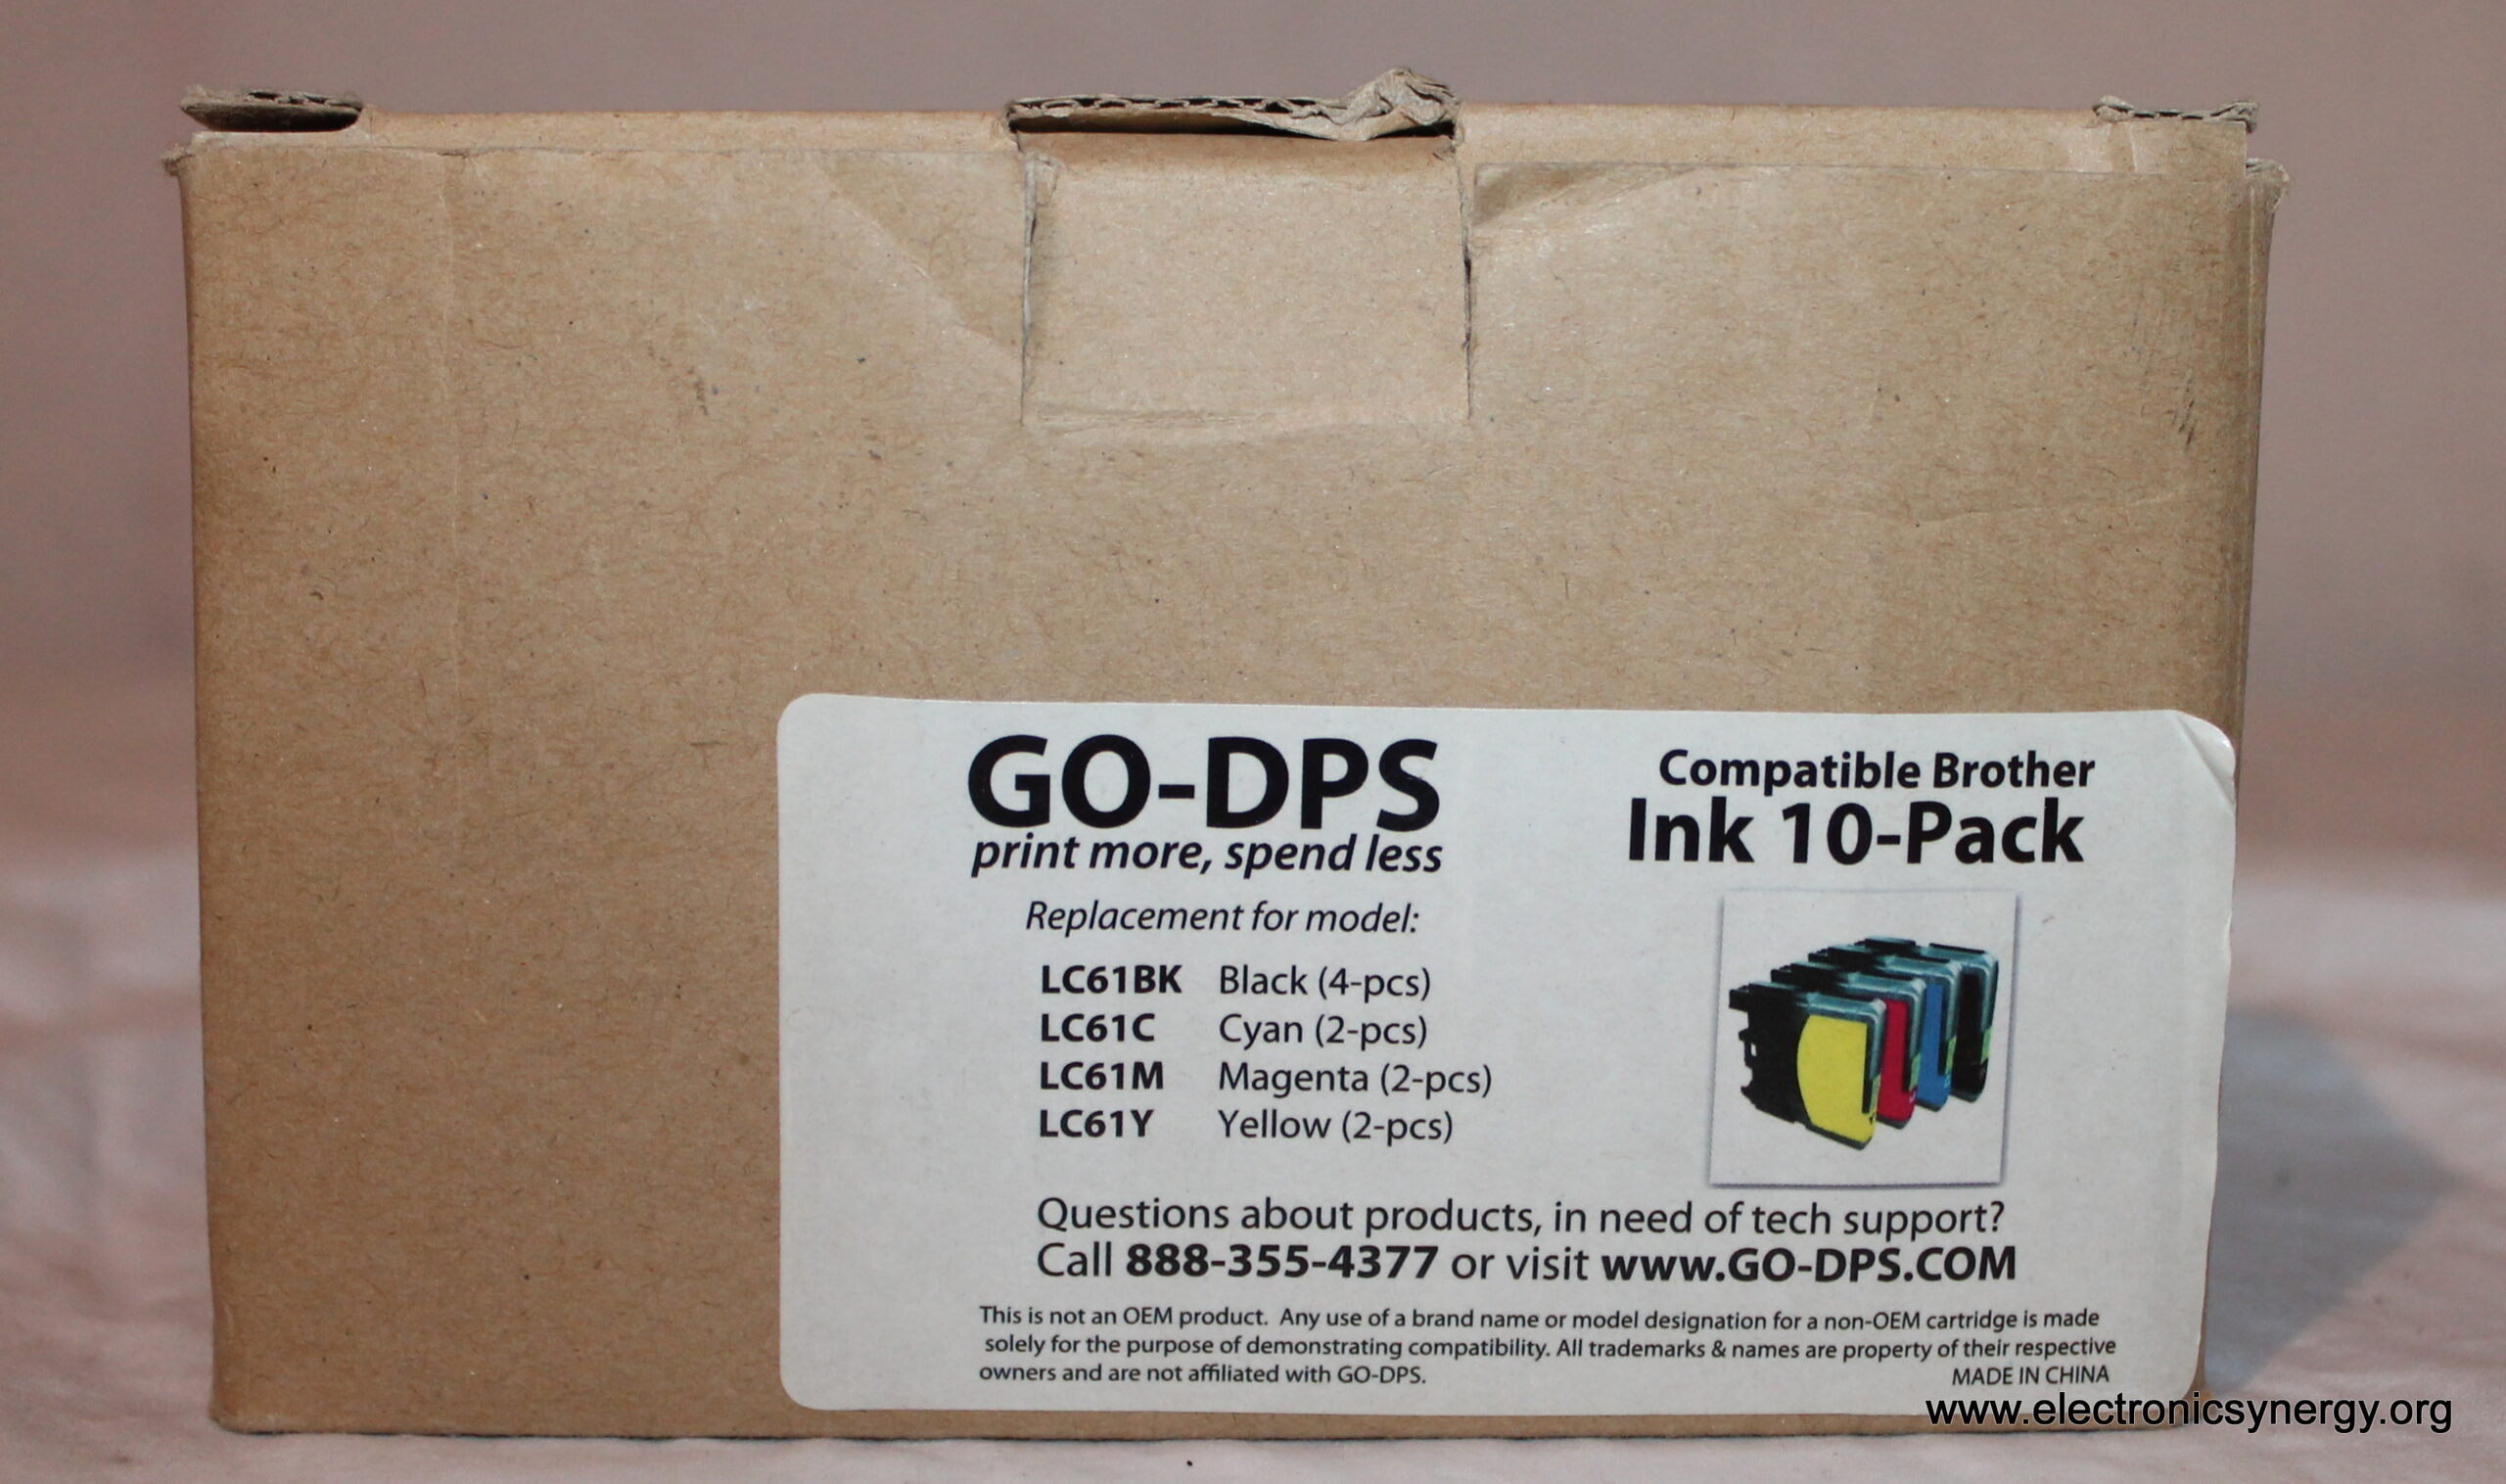 GO-DPS
print more, spend less
Compatible Brother
Ink 10-Pack
Replacement for model:
LC61BK Black (4-pcs)
LC61C Cyan (2-pcs)
LC61M Magenta (2-pcs)
LC61Y Yellow (2-pcs)
Questions about products, in need of tech support?
Call 888-355-4377 or visit www.GO-DPS.COM
This is not an OEM product. Any use of a brand name or model designation for a non-OEM cartridge is made
solely for the purpose of demonstrating compatibility. All trademarks & names are property of their respective
owners and are not affiliated with GO-DPS.
MADE IN CHINA
www.electronicsynergy.org